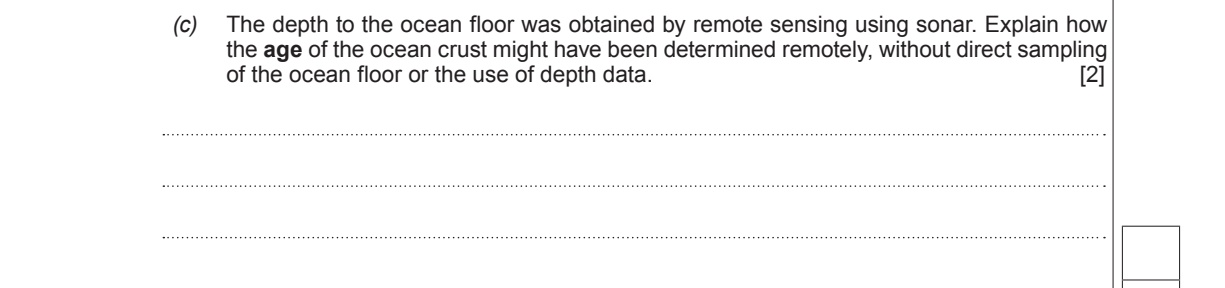 (c) The depth to the ocean floor was obtained by remote sensing using sonar. Explain how
the age of the ocean crust might have been determined remotely, without direct sampling
of the ocean floor or the use of depth data. [2]